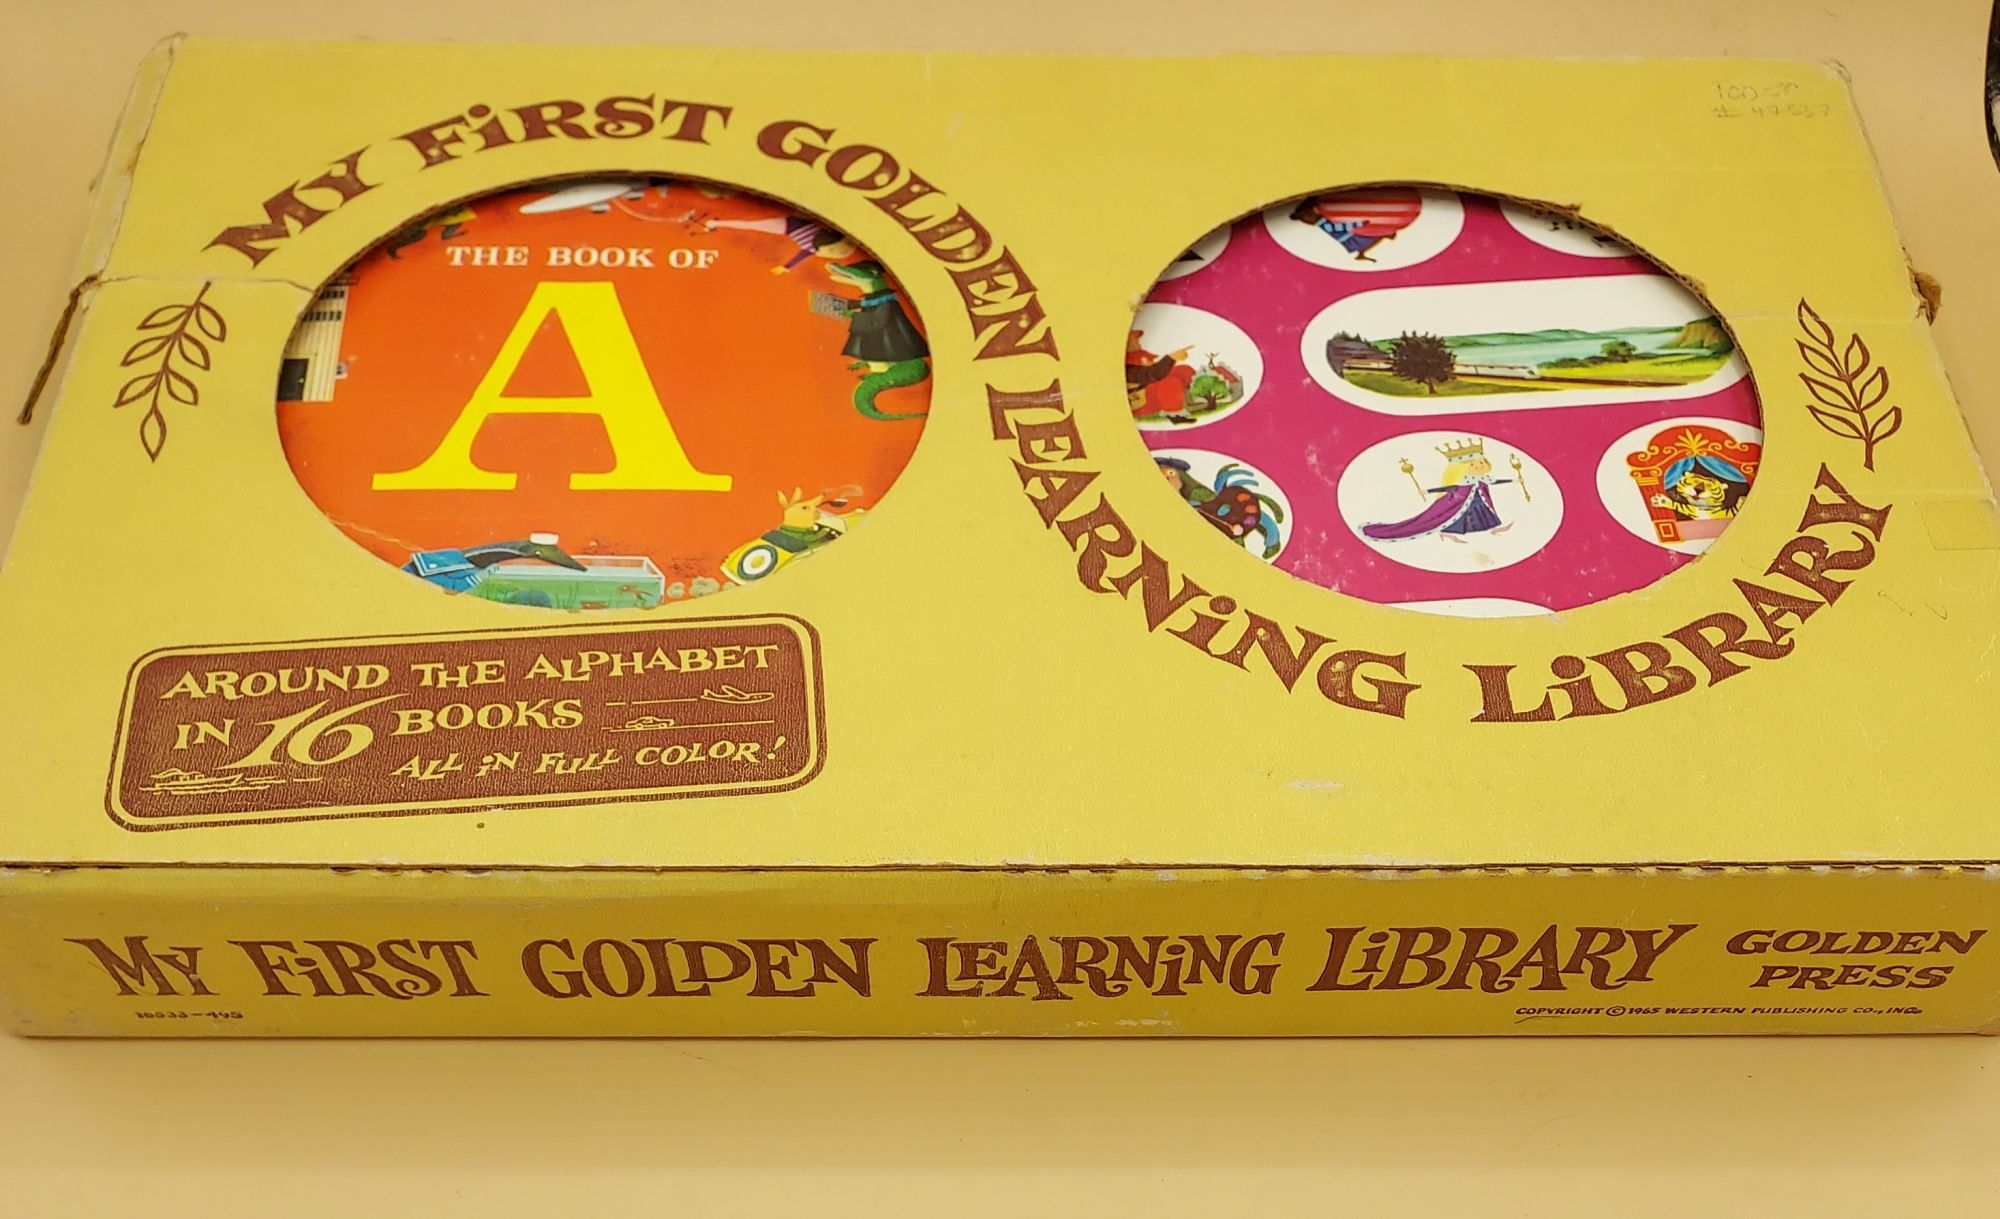 MY FiRST GOLDEN LEARNiNG LiBRARY
THE BOOK OF
A
AROUND THE ALPHABET
IN 16 BOOKS
ALL iN FULL COLOR!
MY FiRST GOLDEN LEARNiNG LiBRARY
GOLDEN
PRESS
COPYRIGHT © 1965 WESTERN PUBLISHING CO., INC.